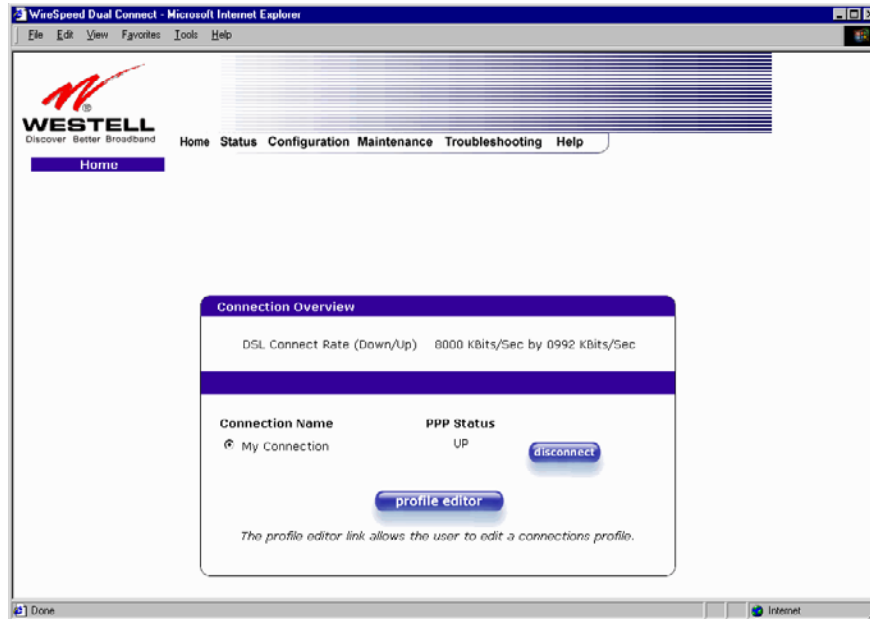 WireSpeed Dual Connect - Microsoft Internet Explorer
File Edit View Favorites Tools Help
WESTELL
®
Discover Better Broadband
Home Status Configuration Maintenance Troubleshooting Help
Home
Connection Overview
DSL Connect Rate (Down/Up) 8000 KBits/Sec by 0992 KBits/Sec
Connection Name PPP Status
My Connection UP disconnect
profile editor
The profile editor link allows the user to edit a connections profile.
Done Internet